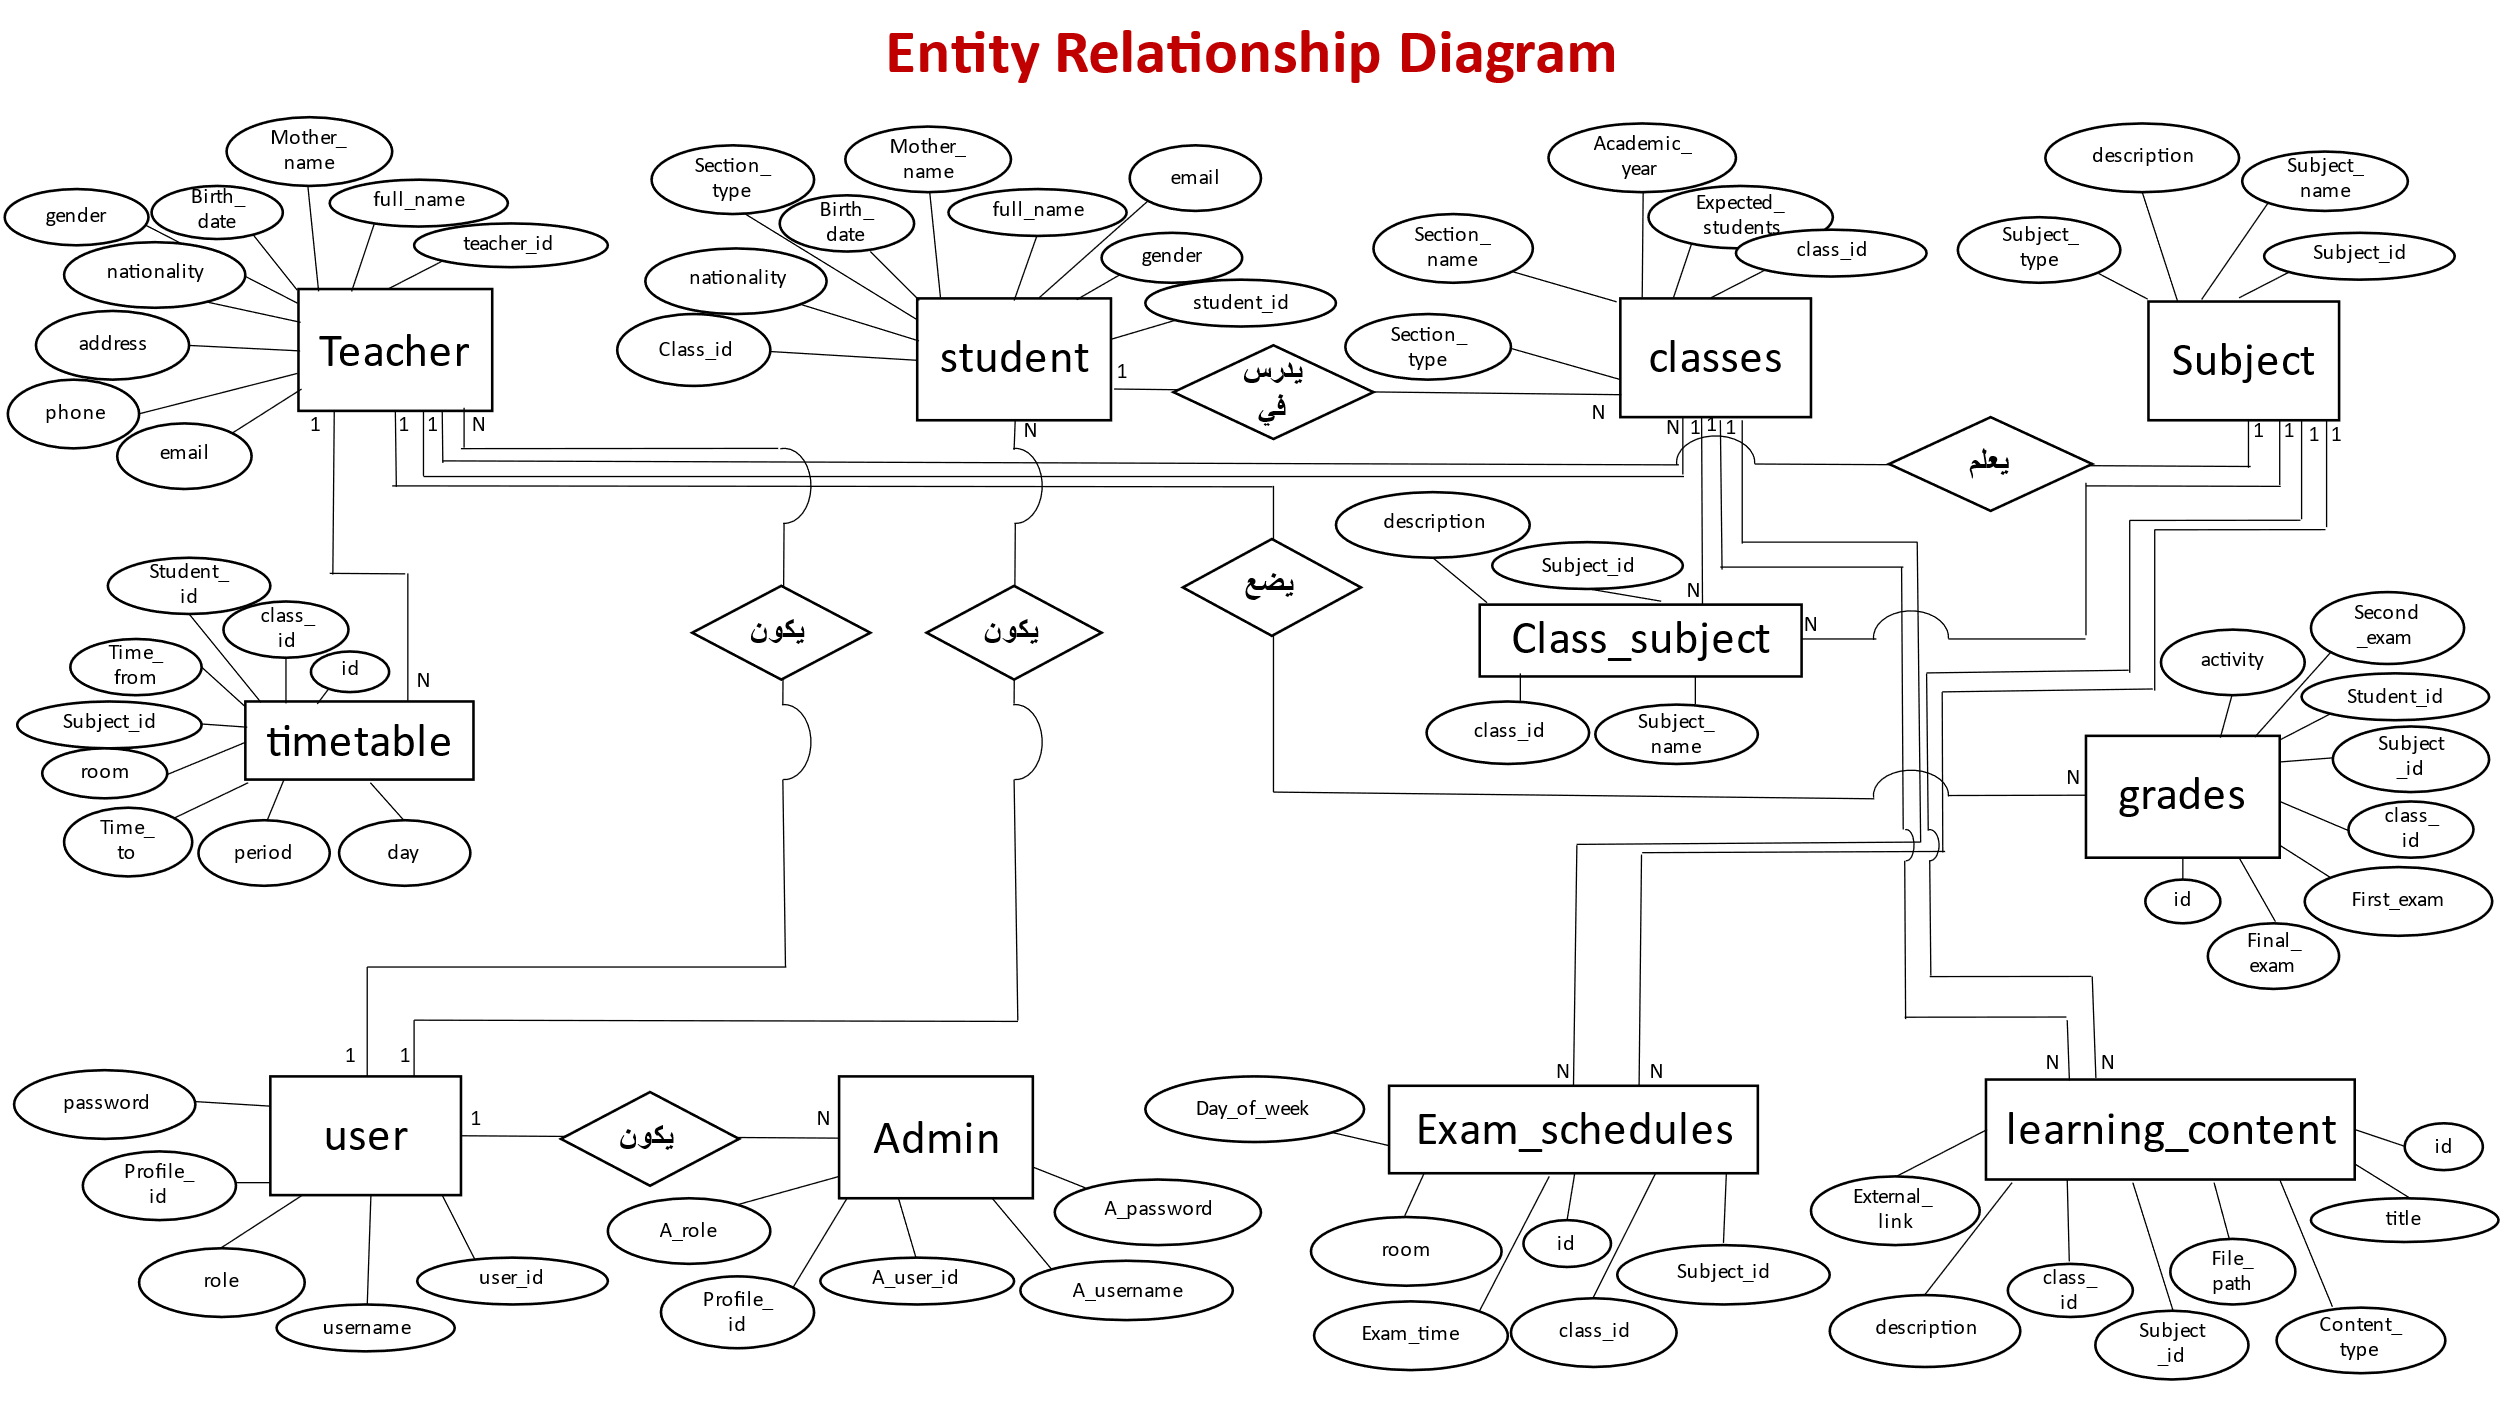 Entity Relationship Diagram
Mother_
name
gender
Birth_
date
full_name
teacher_id
nationality
address
phone
email
Teacher
1
1
1
N
Section_
type
Mother_
name
email
Birth_
date
full_name
gender
nationality
student_id
Class_id
student
1
N
يدرس
في
N
Academic_
year
Expected_
students
Section_
name
class_id
Section_
type
classes
N
1
1
1
description
Subject_
name
Subject_
type
Subject_id
Subject
1
1
1
1
يعلم
يضع
يكون
يكون
description
Subject_id
N
Class_subject
N
class_id
Subject_
name
Student_
id
class_
id
Time_
from
id
N
Subject_id
timetable
room
Time_
to
period
day
Second
_exam
activity
Student_id
Subject
_id
N
grades
class_
id
First_exam
id
Final_
exam
1
1
password
user
1
يكون
N
Admin
Profile_
id
role
username
user_id
A_role
Profile_
id
A_user_id
A_username
A_password
N
N
Day_of_week
Exam_schedules
room
id
Subject_id
Exam_time
class_id
N
N
learning_content
id
External_
link
title
description
class_
id
Subject
_id
File_
path
Content_
type